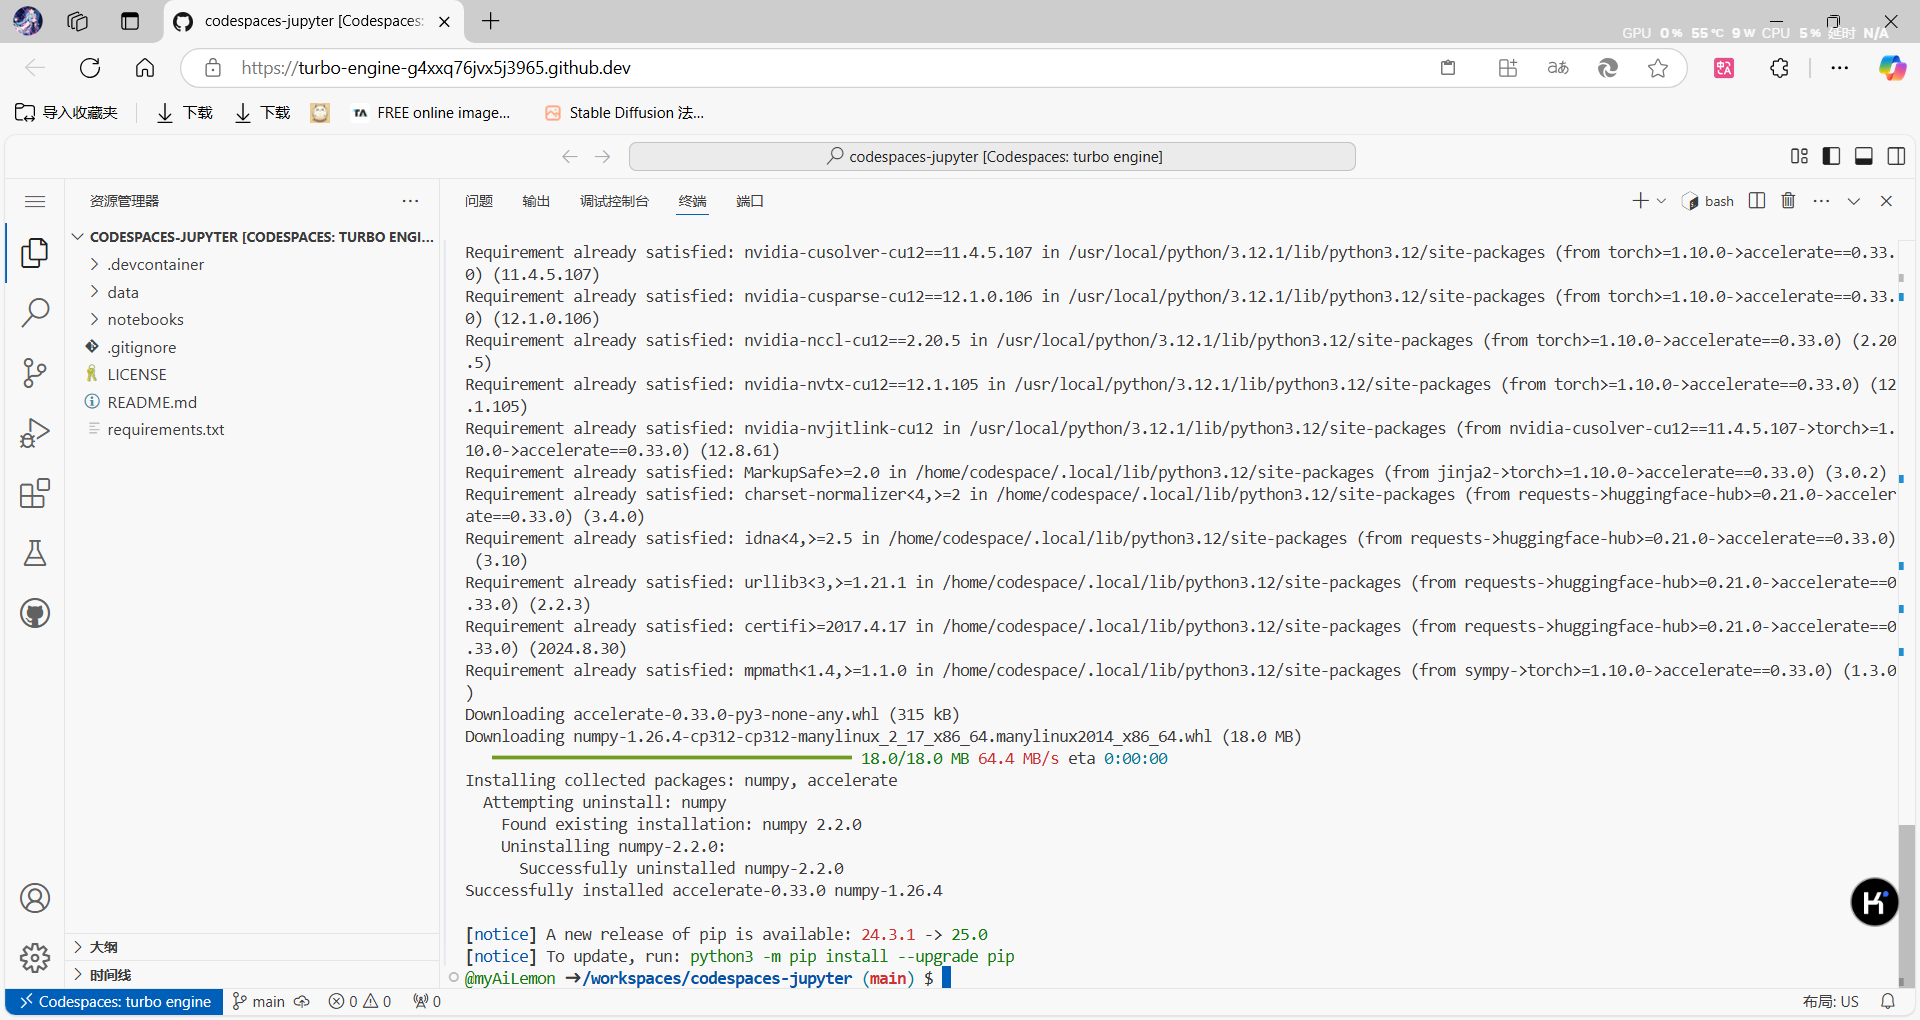 codespaces-jupyter [Codespaces:
GPU 0% 55°C 9W CPU 5% 延时 N/A
https://turbo-engine-g4xxq76jvx5j3965.github.dev
导入收藏夹 下载 下载 FREE online image... Stable Diffusion 法...
codespaces-jupyter [Codespaces: turbo engine]
资源管理器
CODESPACES-JUPYTER [CODESPACES: TURBO ENGI...
.devcontainer
data
notebooks
.gitignore
LICENSE
README.md
requirements.txt
大纲
时间线
问题 输出 调试控制台 终端 端口
bash
Requirement already satisfied: nvidia-cusolver-cu12==11.4.5.107 in /usr/local/python/3.12.1/lib/python3.12/site-packages (from torch>=1.10.0->accelerate==0.33.
0) (11.4.5.107)
Requirement already satisfied: nvidia-cusparse-cu12==12.1.0.106 in /usr/local/python/3.12.1/lib/python3.12/site-packages (from torch>=1.10.0->accelerate==0.33.
0) (12.1.0.106)
Requirement already satisfied: nvidia-nccl-cu12==2.20.5 in /usr/local/python/3.12.1/lib/python3.12/site-packages (from torch>=1.10.0->accelerate==0.33.0) (2.20
.5)
Requirement already satisfied: nvidia-nvtx-cu12==12.1.105 in /usr/local/python/3.12.1/lib/python3.12/site-packages (from torch>=1.10.0->accelerate==0.33.0) (12
.1.105)
Requirement already satisfied: nvidia-nvjitlink-cu12 in /usr/local/python/3.12.1/lib/python3.12/site-packages (from nvidia-cusolver-cu12==11.4.5.107->torch>=1.
10.0->accelerate==0.33.0) (12.8.61)
Requirement already satisfied: MarkupSafe>=2.0 in /home/codespace/.local/lib/python3.12/site-packages (from jinja2->torch>=1.10.0->accelerate==0.33.0) (3.0.2)
Requirement already satisfied: charset-normalizer<4,>=2 in /home/codespace/.local/lib/python3.12/site-packages (from requests->huggingface-hub>=0.21.0->acceler
ate==0.33.0) (3.4.0)
Requirement already satisfied: idna<4,>=2.5 in /home/codespace/.local/lib/python3.12/site-packages (from requests->huggingface-hub>=0.21.0->accelerate==0.33.0)
(3.10)
Requirement already satisfied: urllib3<3,>=1.21.1 in /home/codespace/.local/lib/python3.12/site-packages (from requests->huggingface-hub>=0.21.0->accelerate==0
.33.0) (2.2.3)
Requirement already satisfied: certifi>=2017.4.17 in /home/codespace/.local/lib/python3.12/site-packages (from requests->huggingface-hub>=0.21.0->accelerate==0
.33.0) (2024.8.30)
Requirement already satisfied: mpmath<1.4,>=1.1.0 in /home/codespace/.local/lib/python3.12/site-packages (from sympy->torch>=1.10.0->accelerate==0.33.0) (1.3.0
)
Downloading accelerate-0.33.0-py3-none-any.whl (315 kB)
Downloading numpy-1.26.4-cp312-cp312-manylinux_2_17_x86_64.manylinux2014_x86_64.whl (18.0 MB)
18.0/18.0 MB 64.4 MB/s eta 0:00:00
Installing collected packages: numpy, accelerate
Attempting uninstall: numpy
Found existing installation: numpy 2.2.0
Uninstalling numpy-2.2.0:
Successfully uninstalled numpy-2.2.0
Successfully installed accelerate-0.33.0 numpy-1.26.4
[notice] A new release of pip is available: 24.3.1 -> 25.0
[notice] To update, run: python3 -m pip install --upgrade pip
@myAiLemon ➜/workspaces/codespaces-jupyter (main) $
Codespaces: turbo engine main 0 0 0 布局: US